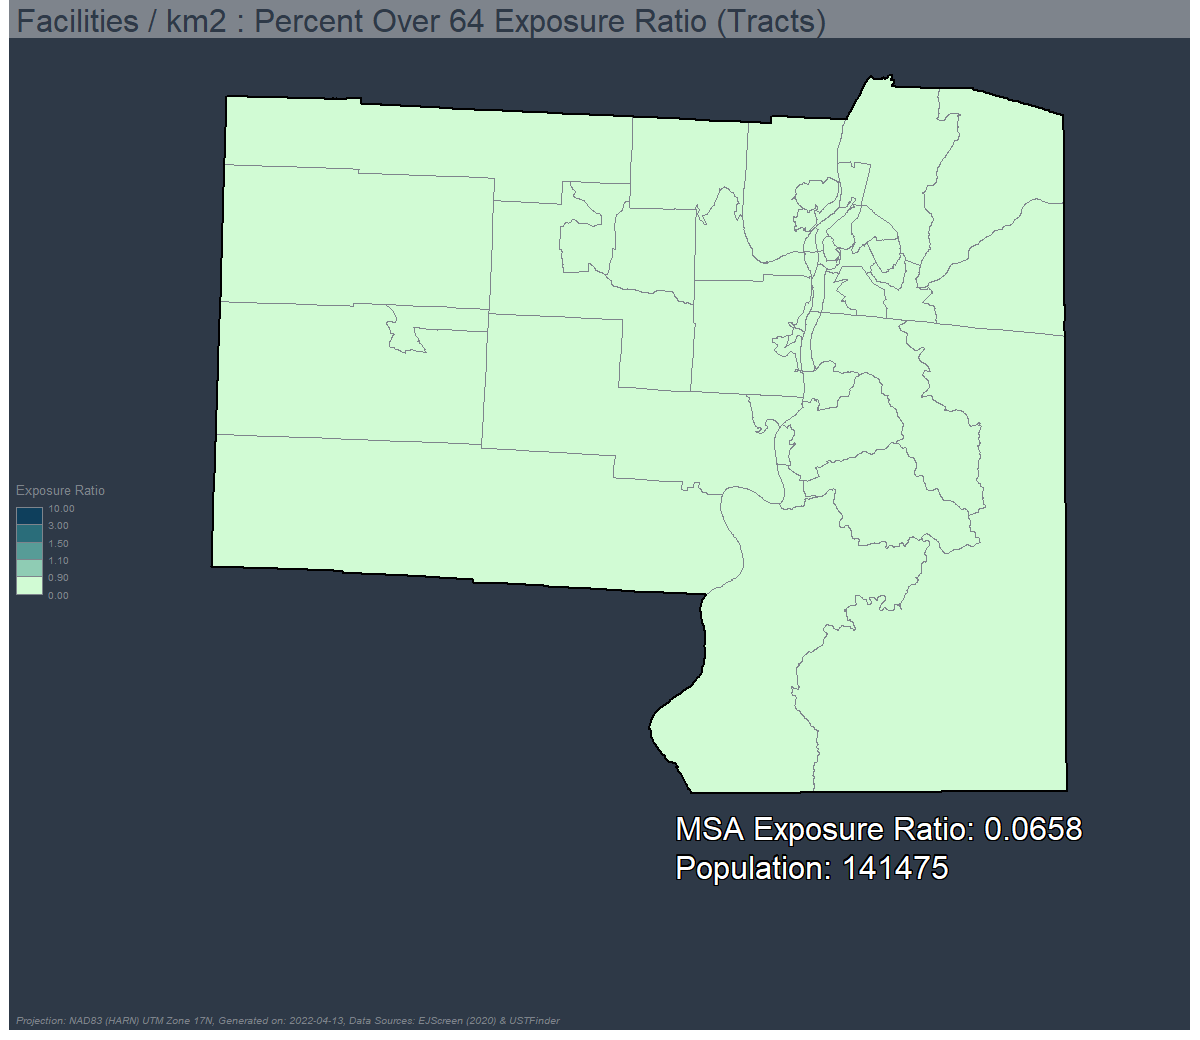 Facilities / km2 : Percent Over 64 Exposure Ratio (Tracts)
Exposure Ratio
10.00
3.00
1.50
1.10
0.90
0.00
MSA Exposure Ratio: 0.0658
Population: 141475
Projection: NAD83 (HARN) UTM Zone 17N, Generated on: 2022-04-13, Data Sources: EJScreen (2020) & USTFinder